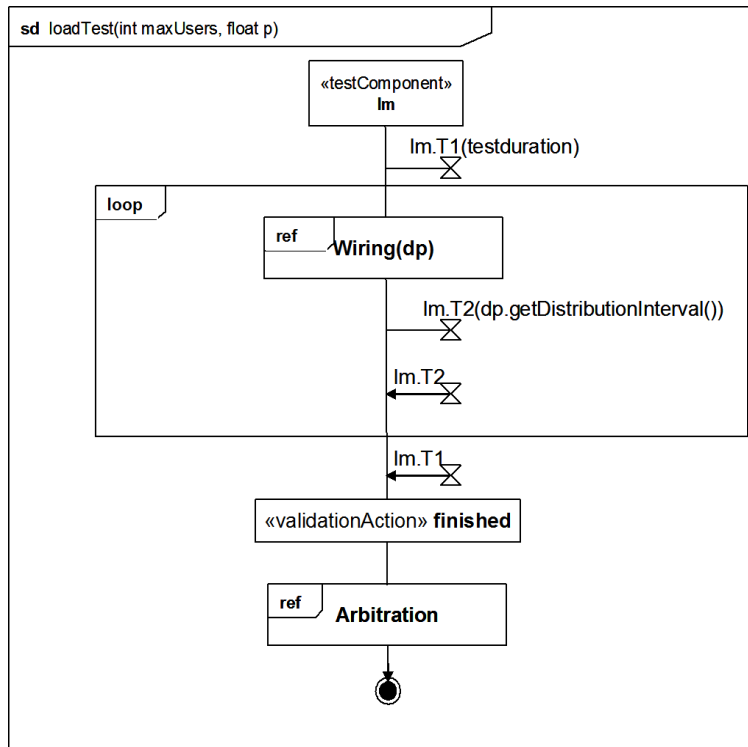 sd loadTest(int maxUsers, float p)
«testComponent»
lm
lm.T1(testduration)
loop
ref
Wiring(dp)
lm.T2(dp.getDistributionInterval())
lm.T2
lm.T1
«validationAction» finished
ref
Arbitration